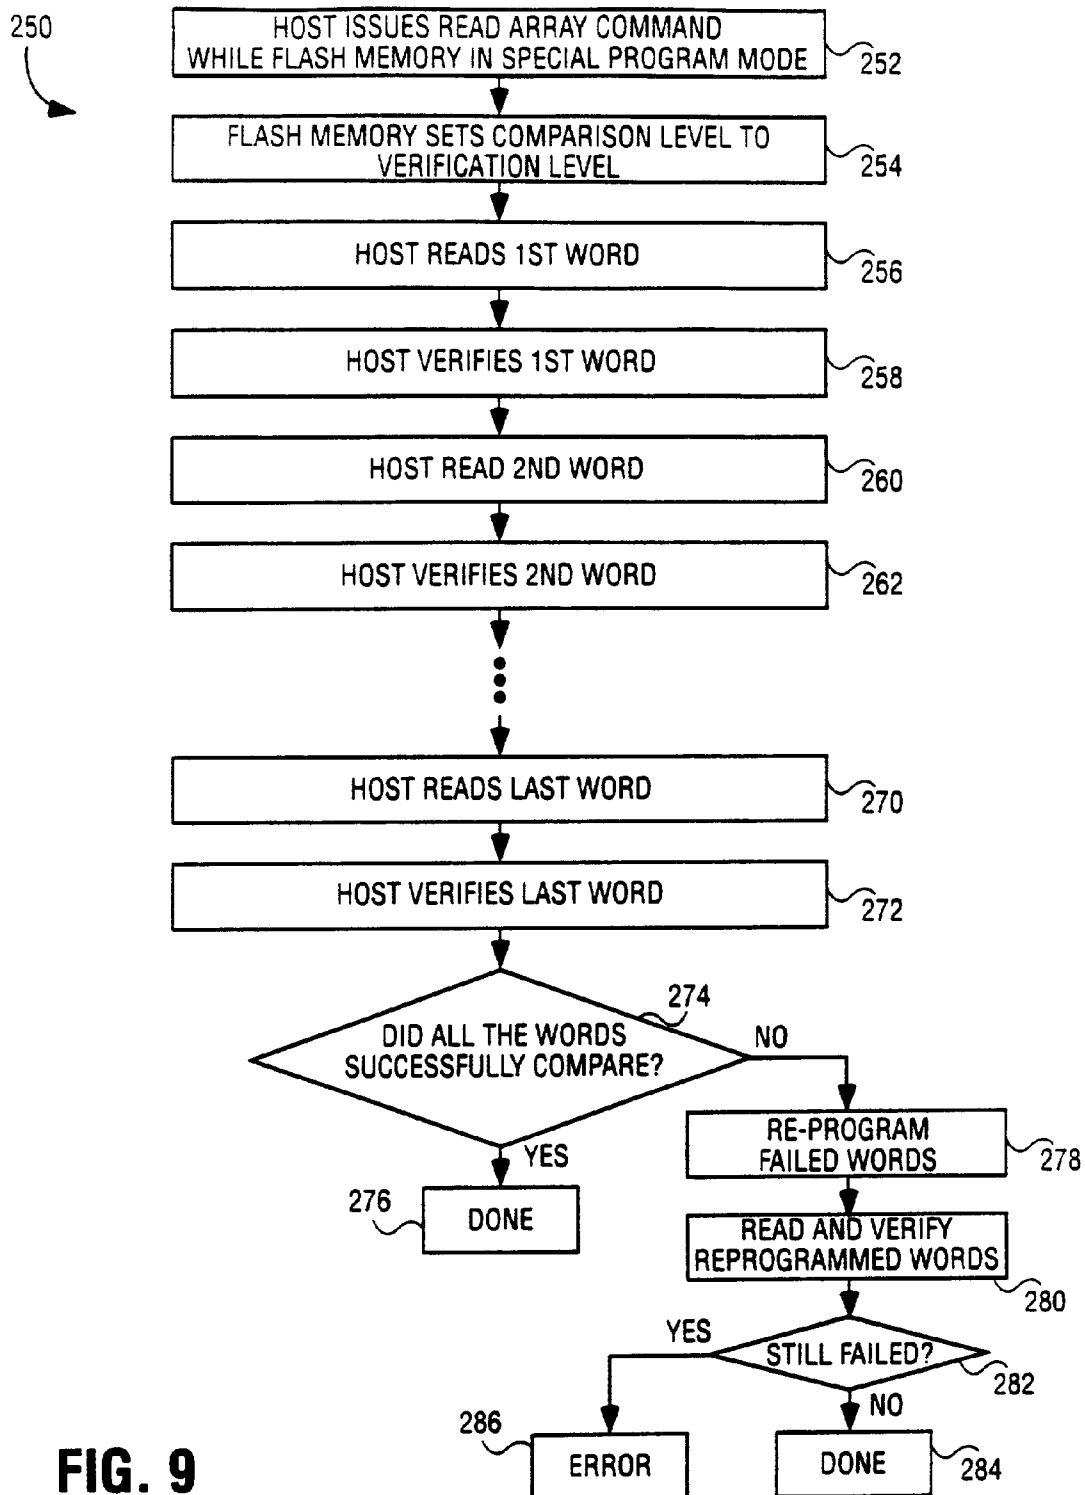 250
HOST ISSUES READ ARRAY COMMAND
WHILE FLASH MEMORY IN SPECIAL PROGRAM MODE
252
FLASH MEMORY SETS COMPARISON LEVEL TO
VERIFICATION LEVEL
254
HOST READS 1ST WORD
256
HOST VERIFIES 1ST WORD
258
HOST READ 2ND WORD
260
HOST VERIFIES 2ND WORD
262
HOST READS LAST WORD
270
HOST VERIFIES LAST WORD
272
274
DID ALL THE WORDS
SUCCESSFULLY COMPARE?
NO
RE-PROGRAM
FAILED WORDS
278
YES
276
DONE
READ AND VERIFY
REPROGRAMMED WORDS
280
YES
STILL FAILED?
282
NO
286
ERROR
DONE
284
FIG. 9